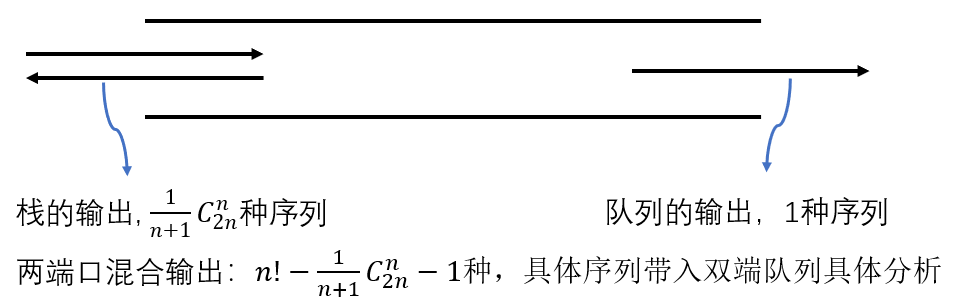 栈的输出, \frac{1}{n+1}C_{2n}^{n}种序列
队列的输出，1种序列
两端口混合输出：n!-\frac{1}{n+1}C_{2n}^{n}-1种，具体序列带入双端队列具体分析